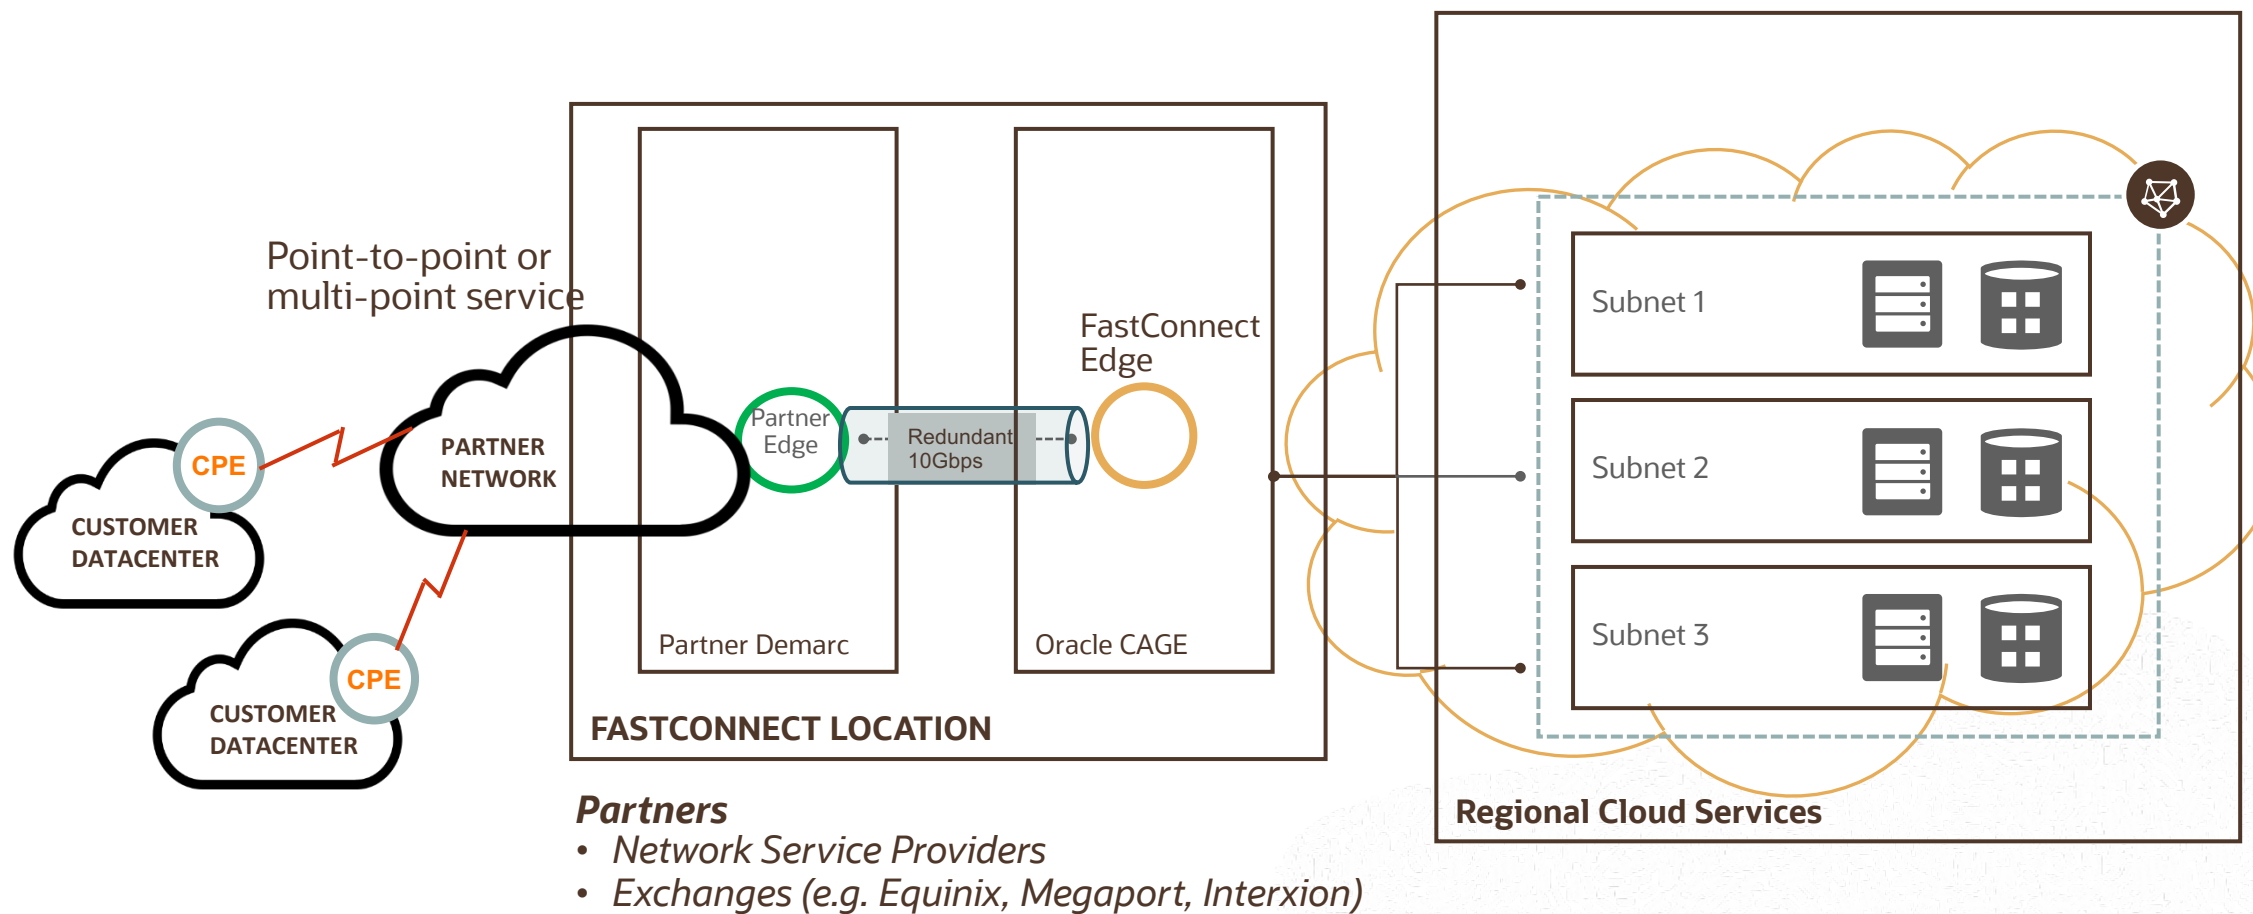 Point-to-point or
multi-point service
PARTNER
NETWORK
CPE
CUSTOMER
DATACENTER
CPE
CUSTOMER
DATACENTER
Partner
Edge
Redundant
10Gbps
FastConnect
Edge
Partner Demarc
Oracle CAGE
FASTCONNECT LOCATION
Subnet 1
Subnet 2
Subnet 3
Regional Cloud Services
Partners
• Network Service Providers
• Exchanges (e.g. Equinix, Megaport, Interxion)